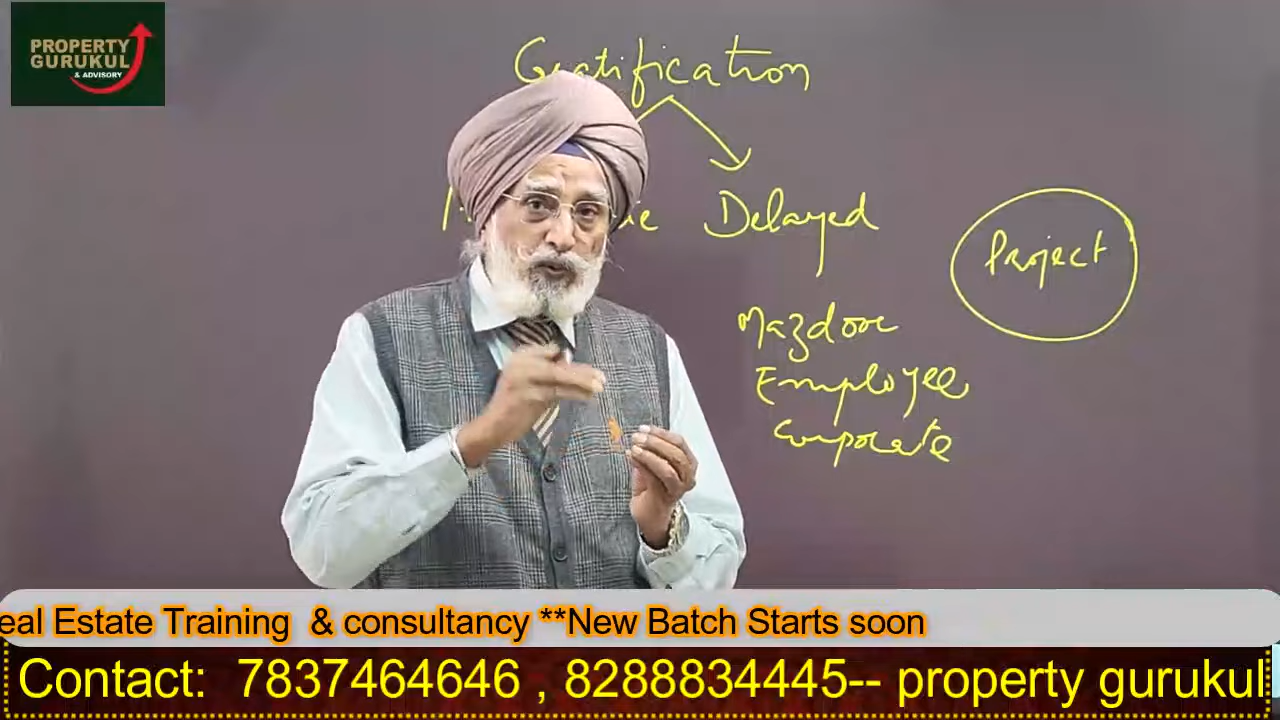 PROPERTY
GURUKUL
& ADVISORY
Gratification
Delayed
Project
Mazdoor
Employee
Corporate
eal Estate Training & consultancy **New Batch Starts soon
Contact: 7837464646 , 8288834445-- property gurukul